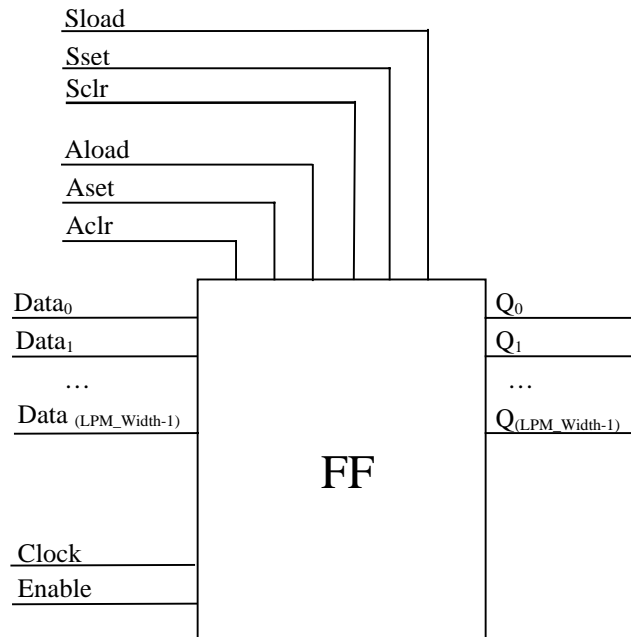 Sload
Sset
Sclr
Aload
Aset
Aclr
Data₀ Q₀
Data₁ Q₁
... ...
Data (LPM_Width-1) Q(LPM_Width-1)
FF
Clock
Enable